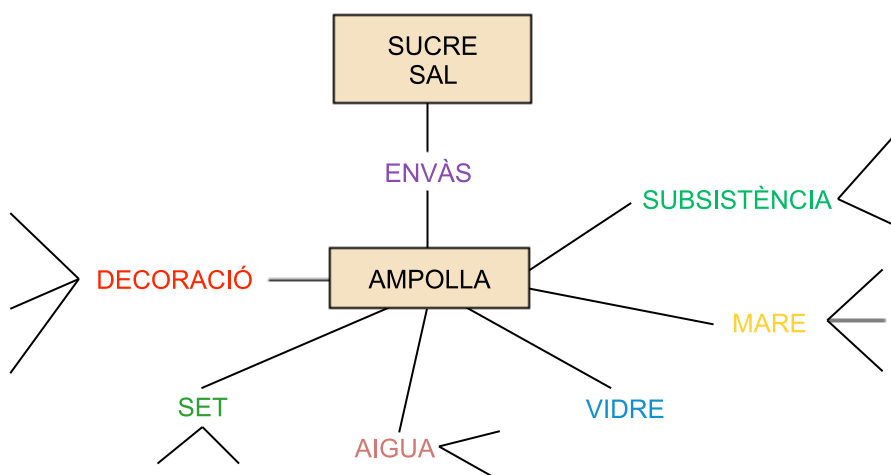 SUCRE
SAL
ENVÀS
SUBSISTÈNCIA
DECORACIÓ
AMPOLLA
MARE
SET
VIDRE
AIGUA